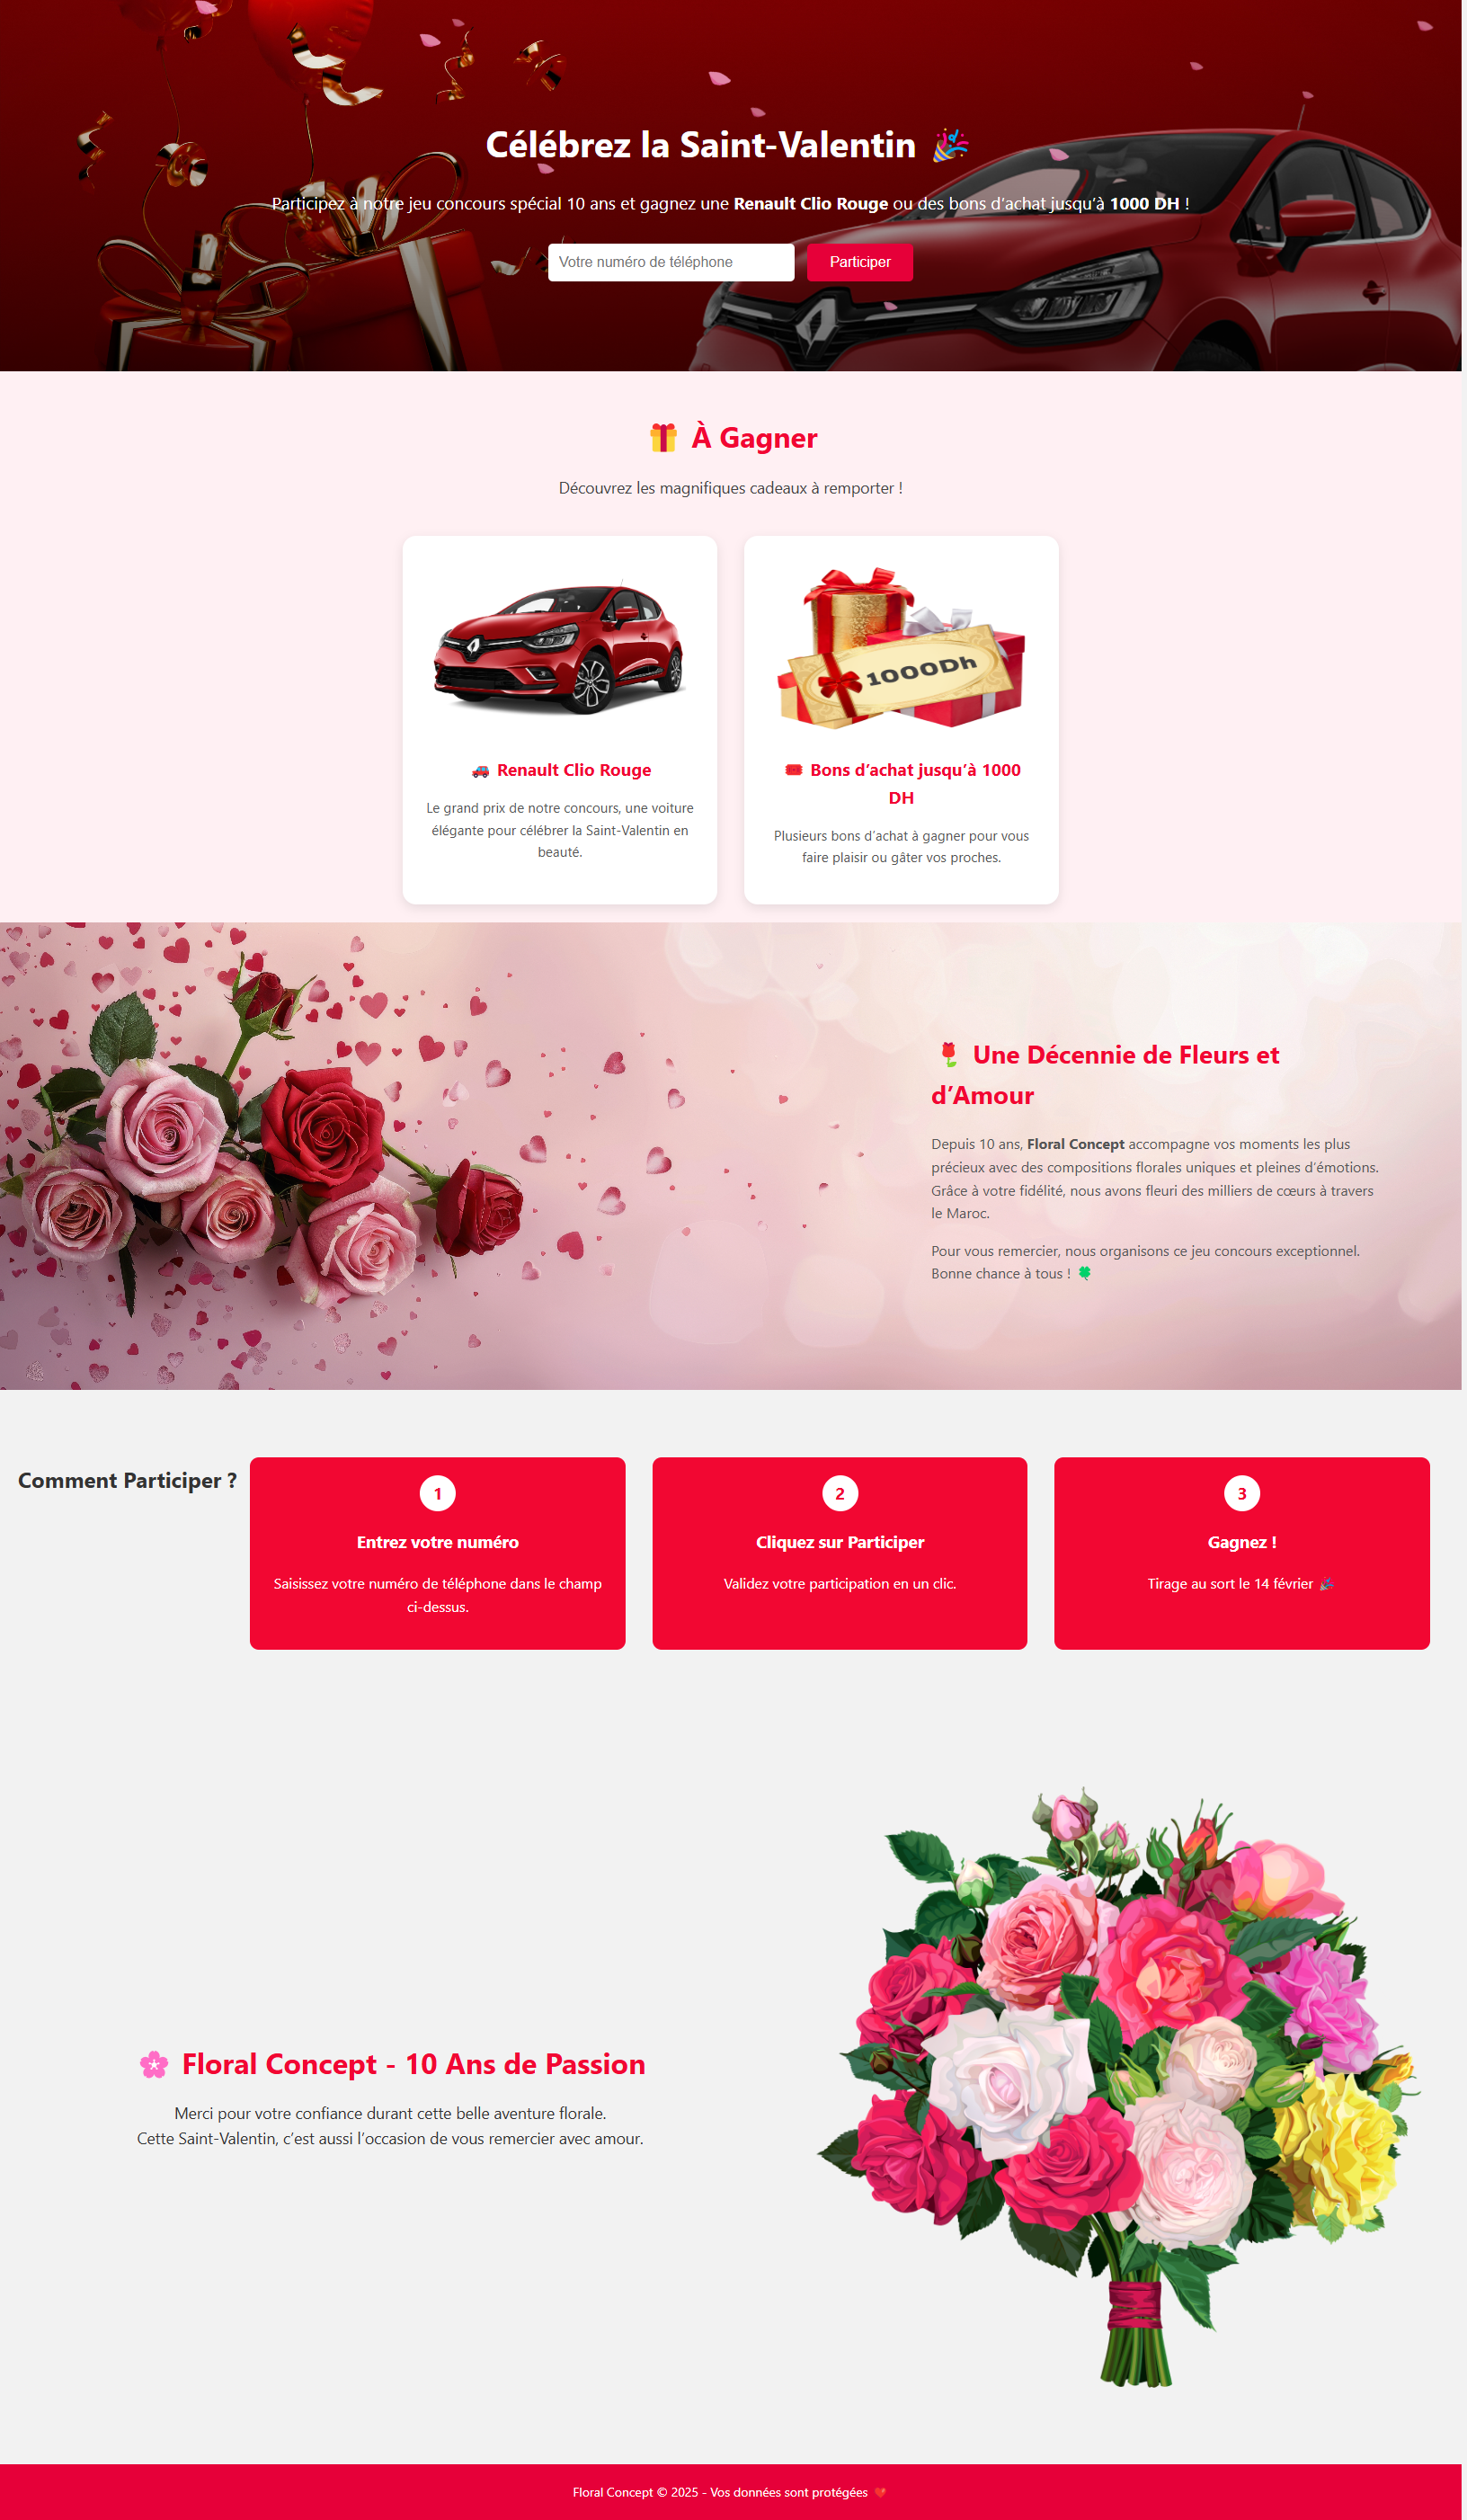 Célébrez la Saint-Valentin 🎉
Participez à notre jeu concours spécial 10 ans et gagnez une Renault Clio Rouge ou des bons d’achat jusqu’à 1000 DH !
Votre numéro de téléphone
Participer
🎁 À Gagner
Découvrez les magnifiques cadeaux à remporter !
1000Dh
🚗 Renault Clio Rouge
Le grand prix de notre concours, une voiture
élégante pour célébrer la Saint-Valentin en
beauté.
🎟️ Bons d’achat jusqu’à 1000
DH
Plusieurs bons d’achat à gagner pour vous
faire plaisir ou gâter vos proches.
🌹 Une Décennie de Fleurs et
d’Amour
Depuis 10 ans, Floral Concept accompagne vos moments les plus
précieux avec des compositions florales uniques et pleines d’émotions.
Grâce à votre fidélité, nous avons fleuri des milliers de cœurs à travers
le Maroc.
Pour vous remercier, nous organisons ce jeu concours exceptionnel.
Bonne chance à tous ! 🍀
Comment Participer ?
1
Entrez votre numéro
Saisissez votre numéro de téléphone dans le champ
ci-dessus.
2
Cliquez sur Participer
Validez votre participation en un clic.
3
Gagnez !
Tirage au sort le 14 février 🎉
🌸 Floral Concept - 10 Ans de Passion
Merci pour votre confiance durant cette belle aventure florale.
Cette Saint-Valentin, c’est aussi l’occasion de vous remercier avec amour.
Floral Concept © 2025 - Vos données sont protégées ❤️